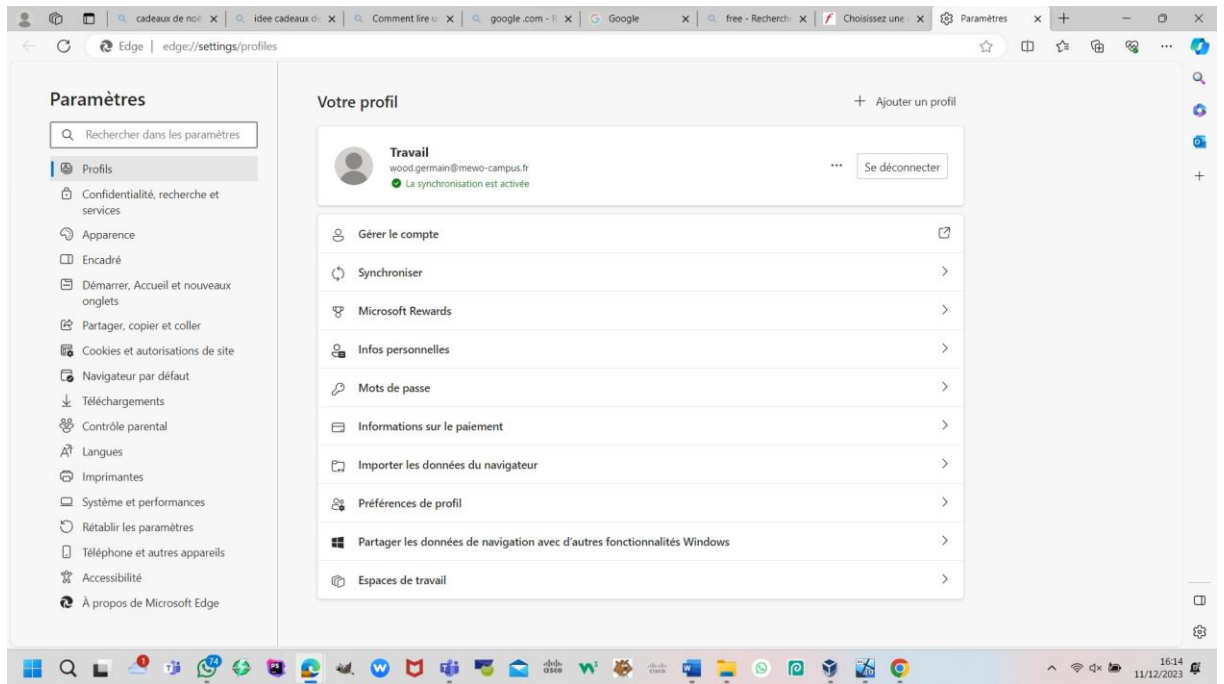 cadeaux de noë
idee cadeaux de
Comment lire u
google .com - R
Google
free - Recherch
Choisissez une
Paramètres
Edge | edge://settings/profiles
Paramètres
Rechercher dans les paramètres
Profils
Confidentialité, recherche et
services
Apparence
Encadré
Démarrer, Accueil et nouveaux
onglets
Partager, copier et coller
Cookies et autorisations de site
Navigateur par défaut
Téléchargements
Contrôle parental
Langues
Imprimantes
Système et performances
Rétablir les paramètres
Téléphone et autres appareils
Accessibilité
À propos de Microsoft Edge
Votre profil
Ajouter un profil
Travail
wood.germain@mewo-campus.fr
La synchronisation est activée
Se déconnecter
Gérer le compte
Synchroniser
Microsoft Rewards
Infos personnelles
Mots de passe
Informations sur le paiement
Importer les données du navigateur
Préférences de profil
Partager les données de navigation avec d'autres fonctionnalités Windows
Espaces de travail
1
74
16:14
11/12/2023